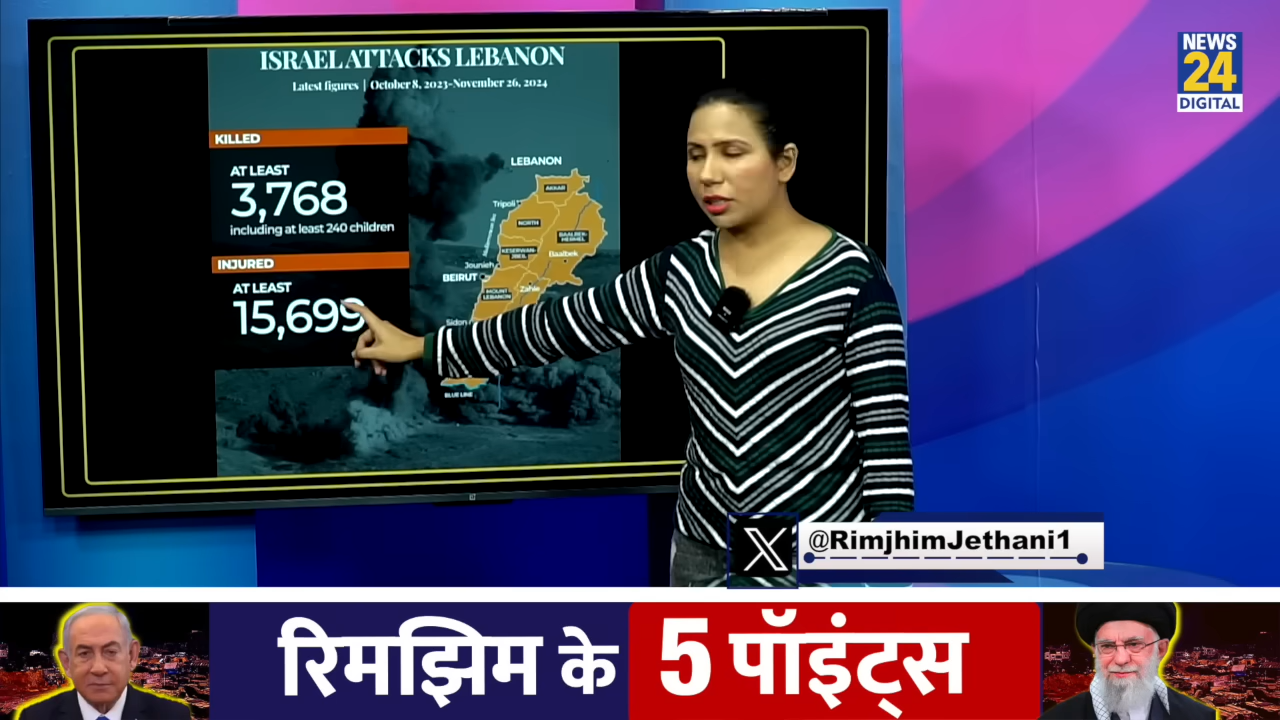 ISRAEL ATTACKS LEBANON
Latest figures | October 8, 2023-November 26, 2024
KILLED
AT LEAST
3,768
including at least 240 children
INJURED
AT LEAST
15,699
LEBANON
AKKAR
Tripoli
NORTH
BAALBEK-
HERMEL
KESERWAN-
JBEIL
Baalbek
Jounieh
BEIRUT
MOUNT
LEBANON
Zahle
Sidon
BLUE LINE
NEWS
24
DIGITAL
X
@RimjhimJethani1
रिमझिम के 5 पॉइंट्स